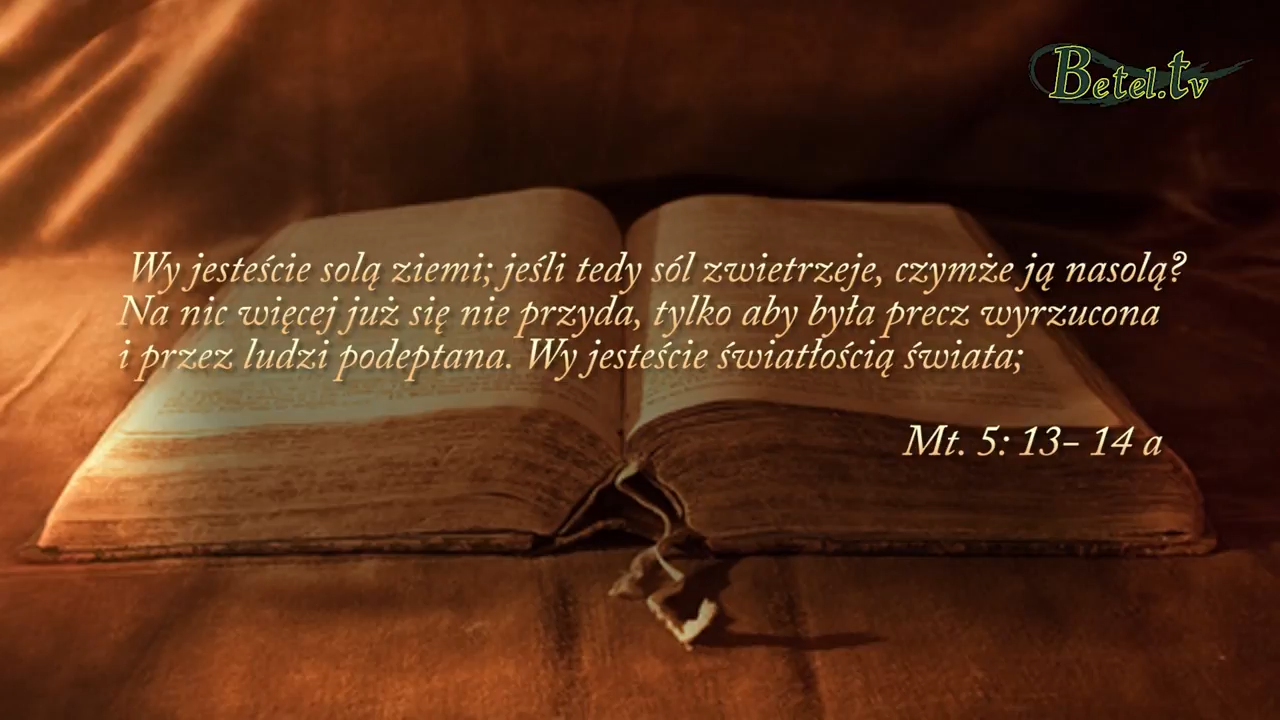 Betel.tv
Wy jesteście solą ziemi; jeśli tedy sól zwietrzeje, czymże ją nasolą?
Na nic więcej już się nie przyda, tylko aby była precz wyrzucona
i przez ludzi podeptana. Wy jesteście światłością świata;
Mt. 5: 13– 14 a